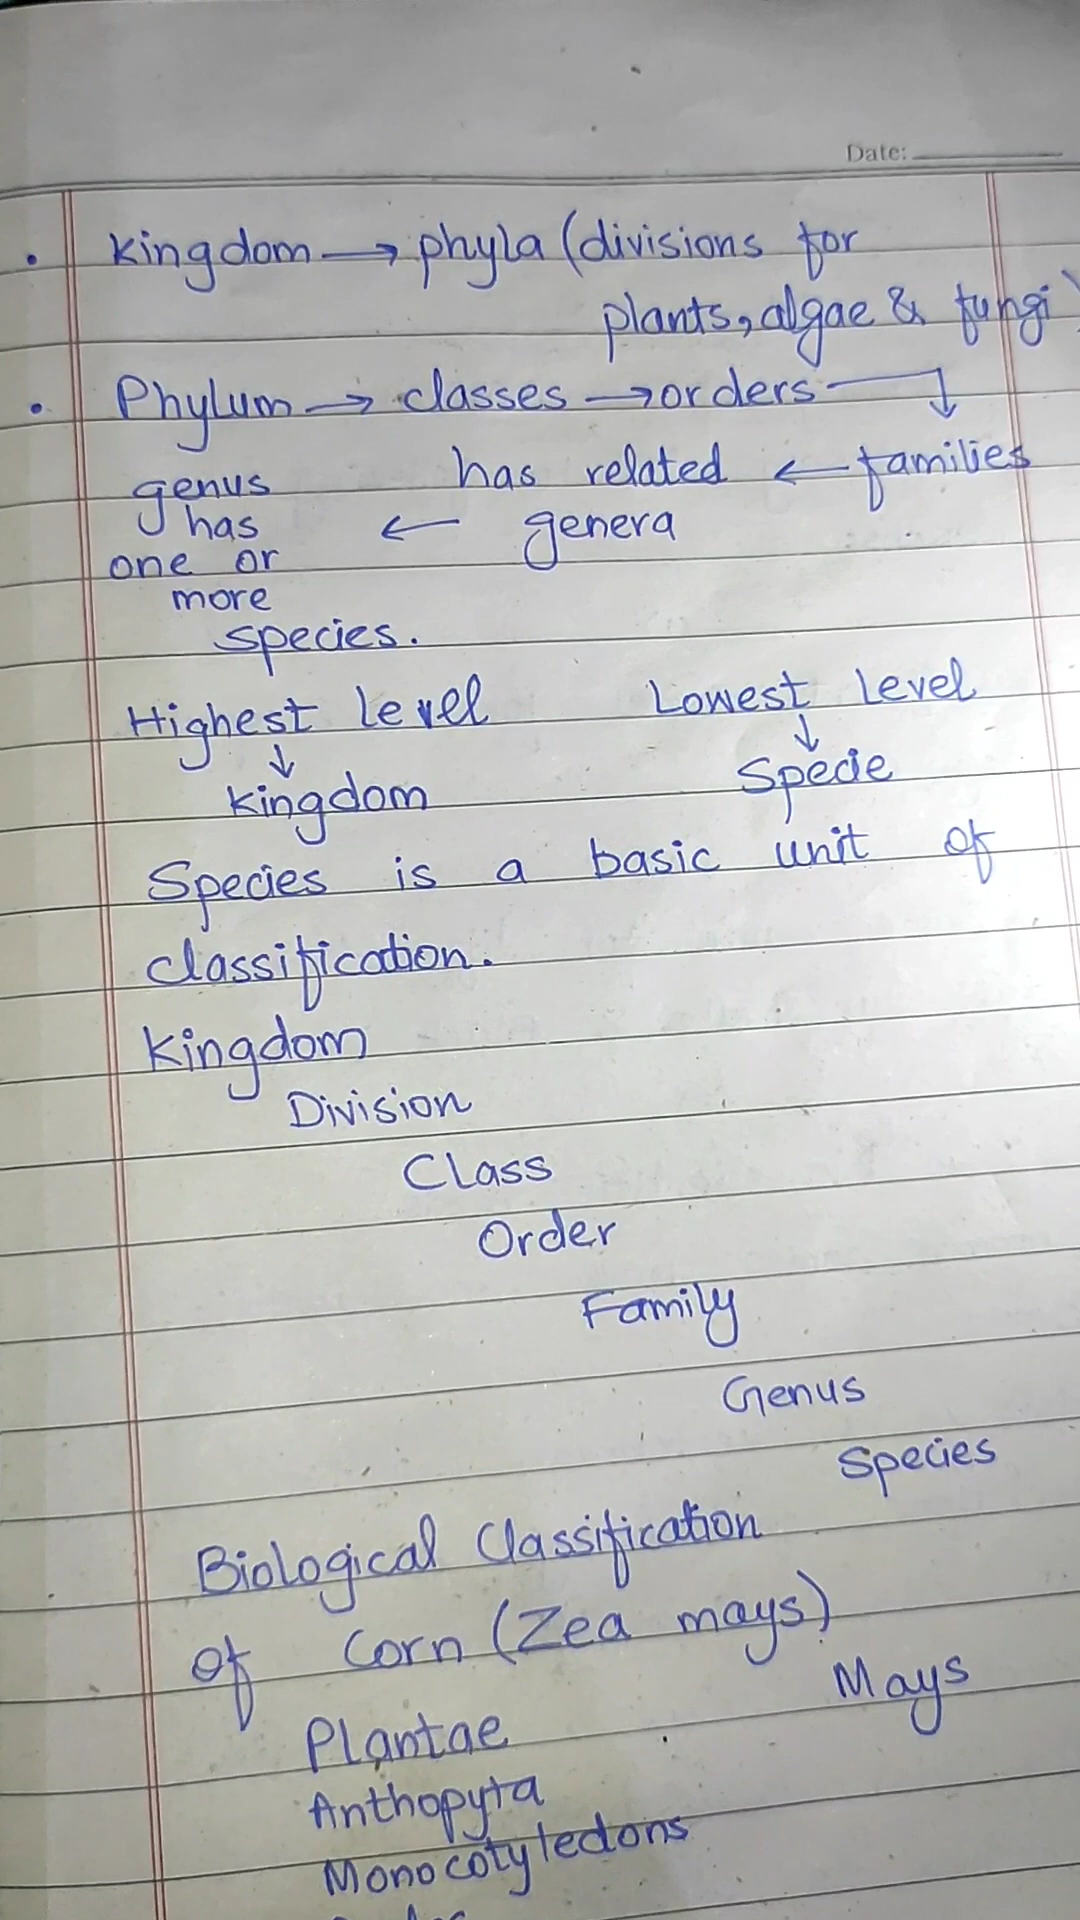 Date:
kingdom → phyla (divisions for
plants, algae & fungi)
• Phylum → classes → orders
has related ← families
genera
genus
has
one or
more
species.
Highest level Lowest level
↓ ↓
kingdom Specie
Species is a basic unit of
classification.
kingdom
Division
Class
Order
Family
Genus
Species
Biological Classification
of Corn (Zea mays)
Mays
Plantae
Anthopyta
Monocotyledons